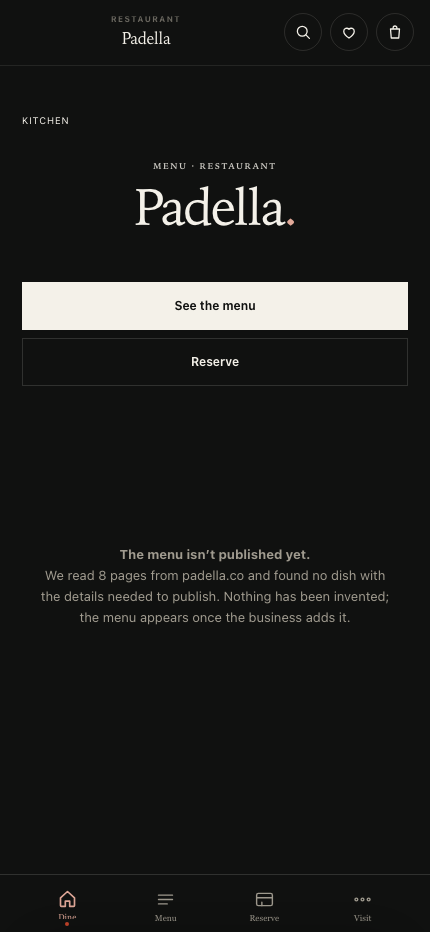 RESTAURANT
Padella
KITCHEN
MENU · RESTAURANT
Padella.
See the menu
Reserve
The menu isn’t published yet.
We read 8 pages from padella.co and found no dish with
the details needed to publish. Nothing has been invented;
the menu appears once the business adds it.
Dine
Menu
Reserve
Visit